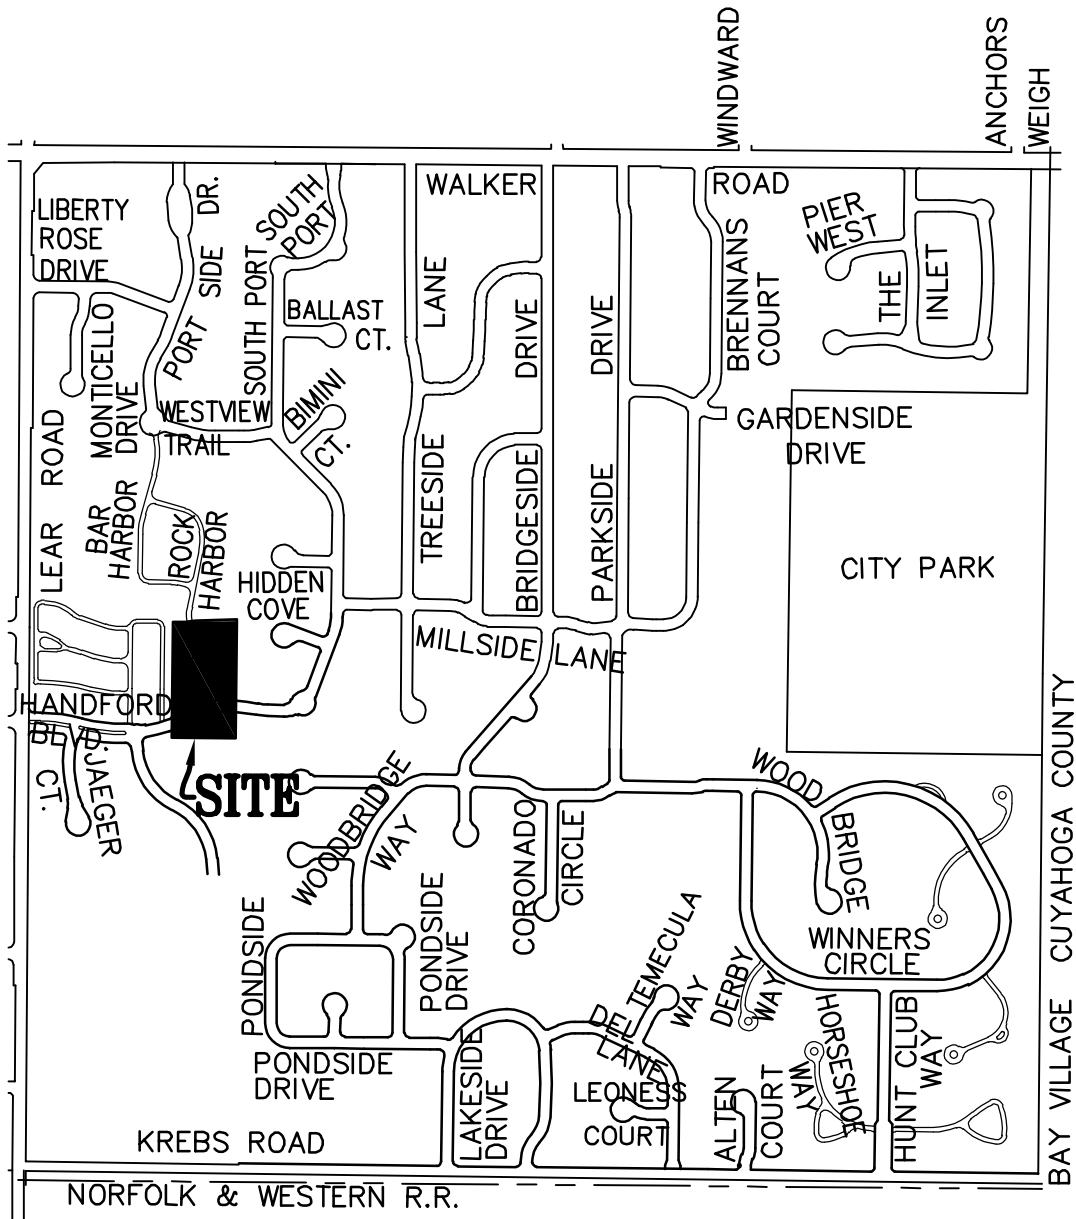 WINDWARD
ANCHORS
WEIGH
WALKER
ROAD
LIBERTY
ROSE
DRIVE
PORT
SIDE
DR.
SOUTH
PORT
SOUTH PORT
BALLAST
CT.
BIMINI
CT.
MONTICELLO
DRIVE
WESTVIEW
TRAIL
LEAR ROAD
BAR
HARBOR
ROCK
HARBOR
HIDDEN
COVE
TREESIDE
LANE
BRIDGESIDE
DRIVE
PARKSIDE
DRIVE
BRENNANS
COURT
PIER
WEST
THE
INLET
GARDENSIDE
DRIVE
CITY PARK
MILLSIDE LANE
HANDFORD
BLVD.
JAEGER
CT.
SITE
WOODBRIDGE
WAY
WOOD
BRIDGE
CORONADO
CIRCLE
WINNERS
CIRCLE
PONDSIDE
PONDSIDE
DRIVE
PONDSIDE
DRIVE
DEL TEMECULA
WAY
LANE
DERBY
WAY
HORSESHOE
WAY
HUNT CLUB
WAY
LAKESIDE
DRIVE
LEONESS
COURT
ALTEN
COURT
KREBS ROAD
NORFOLK & WESTERN R.R.
BAY VILLAGE CUYAHOGA COUNTY